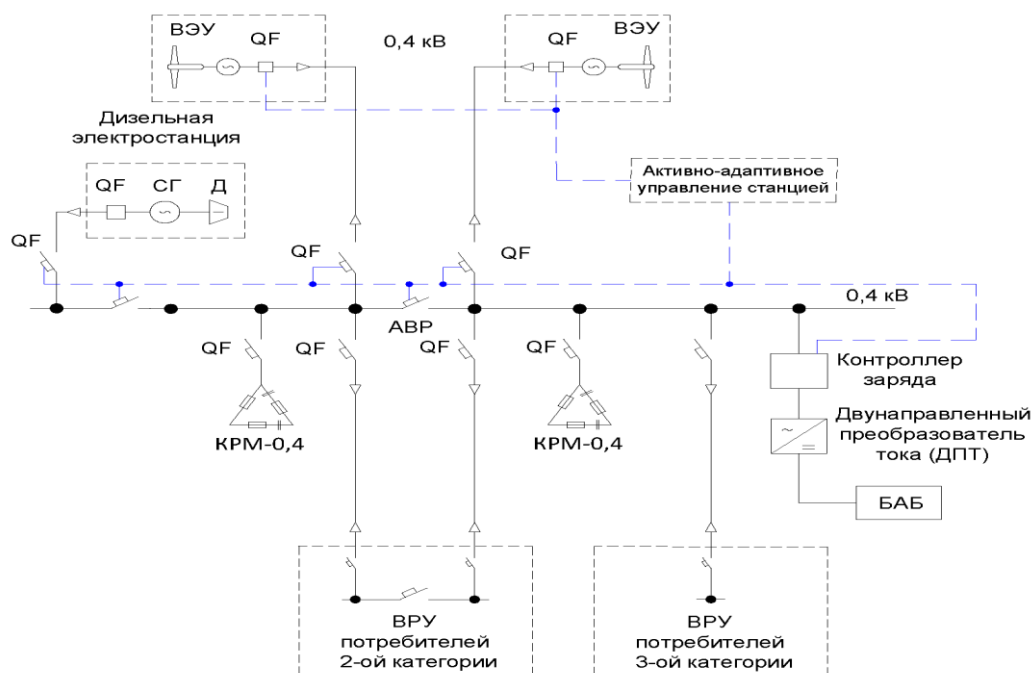 ВЭУ
QF
0,4 кВ
QF
ВЭУ
Дизельная
электростанция
QF
СГ
Д
Активно-адаптивное
управление станцией
QF
QF
QF
0,4 кВ
АВР
QF
QF
QF
QF
Контроллер
заряда
КРМ-0,4
КРМ-0,4
Двунаправленный
преобразователь
тока (ДПТ)
БАБ
ВРУ
потребителей
2-ой категории
ВРУ
потребителей
3-ой категории